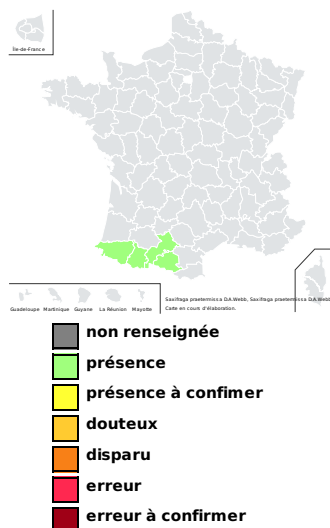 Île-de-France
Guadeloupe Martinique Guyane La Réunion Mayotte
Saxifraga praetermissa D.A.Webb, Saxifraga praetermissa D.A.Webb
Carte en cours d'élaboration.
non renseignée
présence
présence à confimer
douteux
disparu
erreur
erreur à confirmer